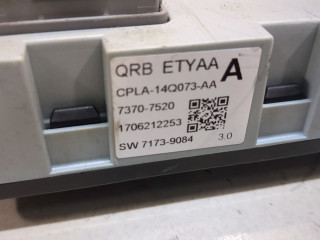 QRB ETYAA A
CPLA-14Q073-AA
7370-7520
1706212253
SW 7173-9084 3.0